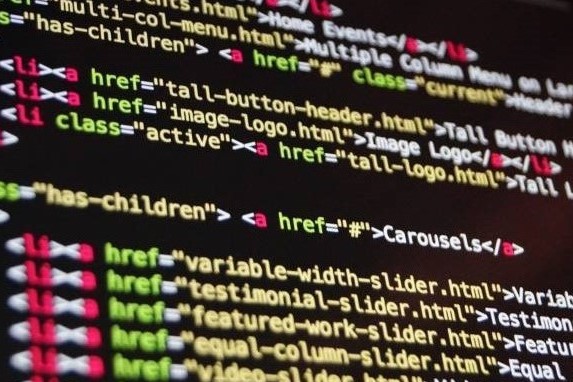 ents.html">Home Events</a></li>
"multi-col-menu.html">Multiple Column Menu on La
s="has-children"> <a href="#" class="current">Header
<li><a href="tall-button-header.html">Tall Button H
<li><a href="image-logo.html">Image Logo</a></li>
<li class="active"><a href="tall-logo.html">Tall L
>
ss="has-children"> <a href="#">Carousels</a>
>
<li><a href="variable-width-slider.html">Variab
<li><a href="testimonial-slider.html">Testimon
<li><a href="featured-work-slider.html">Featur
<li><a href="equal-column-slider.html">Equal
<li><a href="video-slider.html">